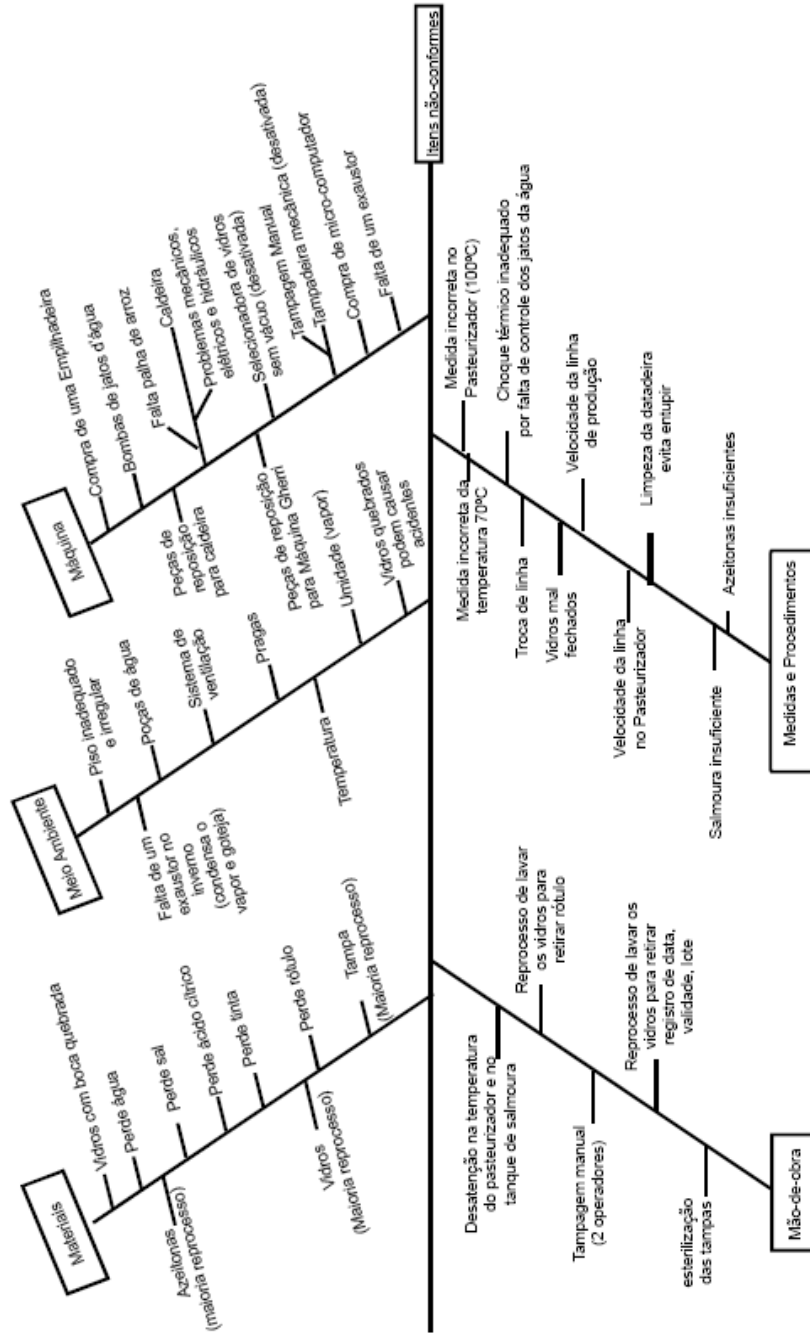 Materiais
Vidros com boca quebrada
Perde água
Azeitonas
(maioria reprocesso)
Perde sal
Perde ácido cítrico
Perde tinta
Vidros
(Maioria reprocesso)
Perde rótulo
Tampa
(Maioria reprocesso)
Meio Ambiente
Piso inadequado
e irregular
Falta de um
exaustor no
inverno
(condensa o
vapor e goteja)
Poças de água
Sistema de
ventilação
Pragas
Temperatura
Umidade (vapor)
Vidros quebrados
podem causar
acidentes
Máquina
Compra de uma Empilhadeira
Bombas de jatos d'água
Peças de
reposição
para caldeira
Falta palha de arroz
Caldeira
Problemas mecânicos,
elétricos e hidráulicos
Peças de reposição
para Máquina Gherri
Selecionadora de vidros
sem vácuo (desativada)
Tampagem Manual
Tampadeira mecânica (desativada)
Compra de micro-computador
Falta de um exaustor
Itens não-conformes
Desatenção na temperatura
do pasteurizador e no
tanque de salmoura
Reprocesso de lavar
os vidros para
retirar rótulo
Tampagem manual
(2 operadores)
Reprocesso de lavar os
vidros para retirar
registro de data,
validade, lote
esterilização
das tampas
Mão-de-obra
Medida incorreta no
Pasteurizador (100ºC)
Medida incorreta da
temperatura 70ºC
Choque térmico inadequado
por falta de controle dos jatos da água
Troca de linha
Vidros mal
fechados
Velocidade da linha
de produção
Velocidade da linha
no Pasteurizador
Limpeza da datadeira
evita entupir
Salmoura insuficiente
Azeitonas insuficientes
Medidas e Procedimentos